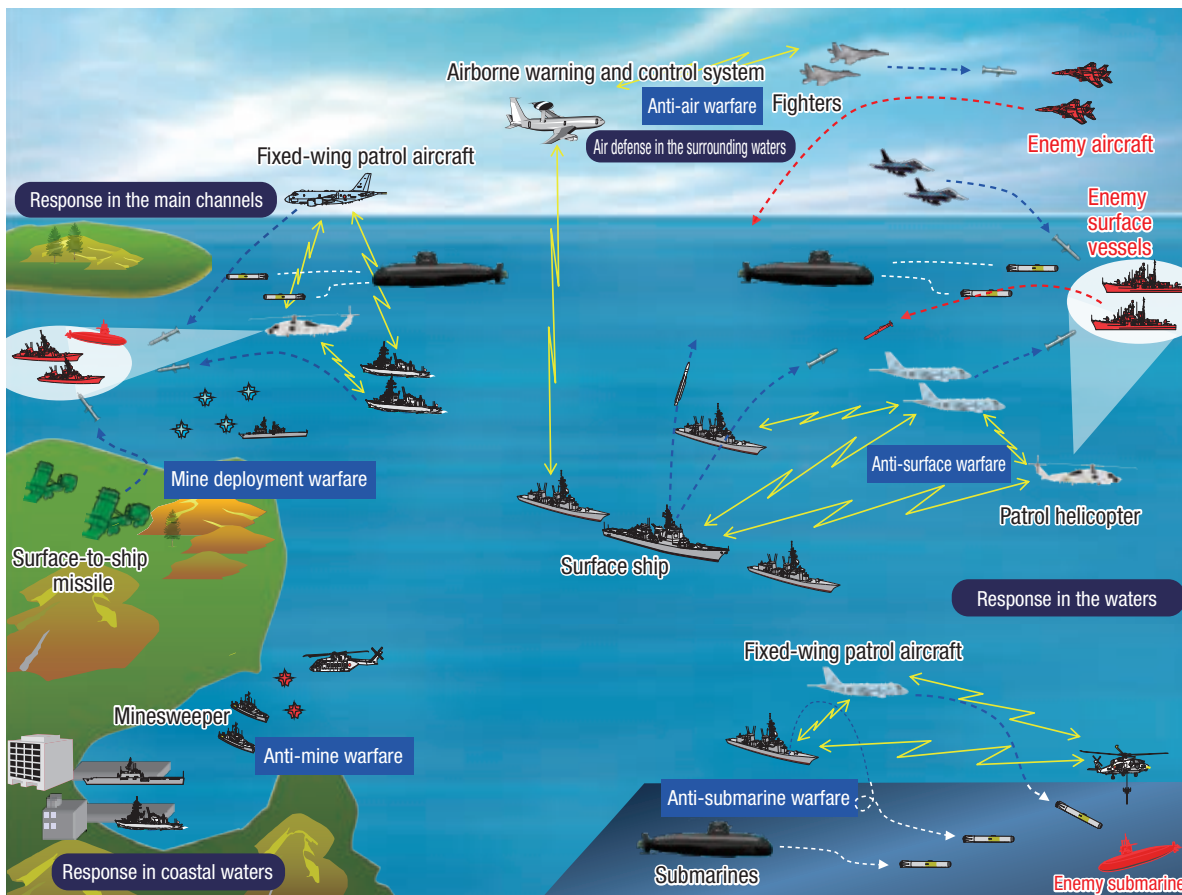 Airborne warning and control system
Anti-air warfare
Fighters
Air defense in the surrounding waters
Enemy aircraft
Fixed-wing patrol aircraft
Response in the main channels
Enemy
surface
vessels
Mine deployment warfare
Anti-surface warfare
Surface-to-ship
missile
Surface ship
Patrol helicopter
Response in the waters
Fixed-wing patrol aircraft
Minesweeper
Anti-mine warfare
Anti-submarine warfare
Submarines
Enemy submarine
Response in coastal waters